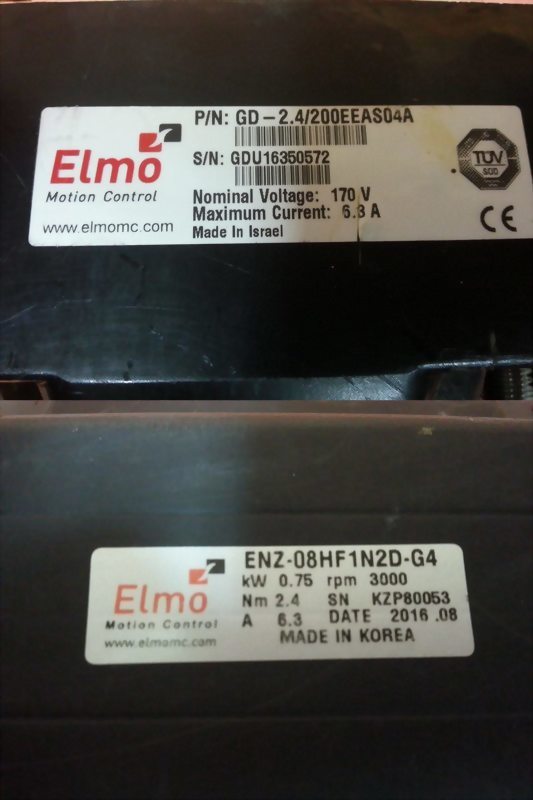 P/N: GD-2.4/200EEAS04A
S/N: GDU16350572
Elmo
Motion Control
www.elmomc.com
Nominal Voltage: 170 V
Maximum Current: 6.3 A
Made In Israel
TÜV
SÜD
CE
ENZ-08HF1N2D-G4
kW 0.75 rpm 3000
Nm 2.4 SN KZP80053
A 6.3 DATE 2016 .08
MADE IN KOREA
Elmo
Motion Control
www.elmomc.com